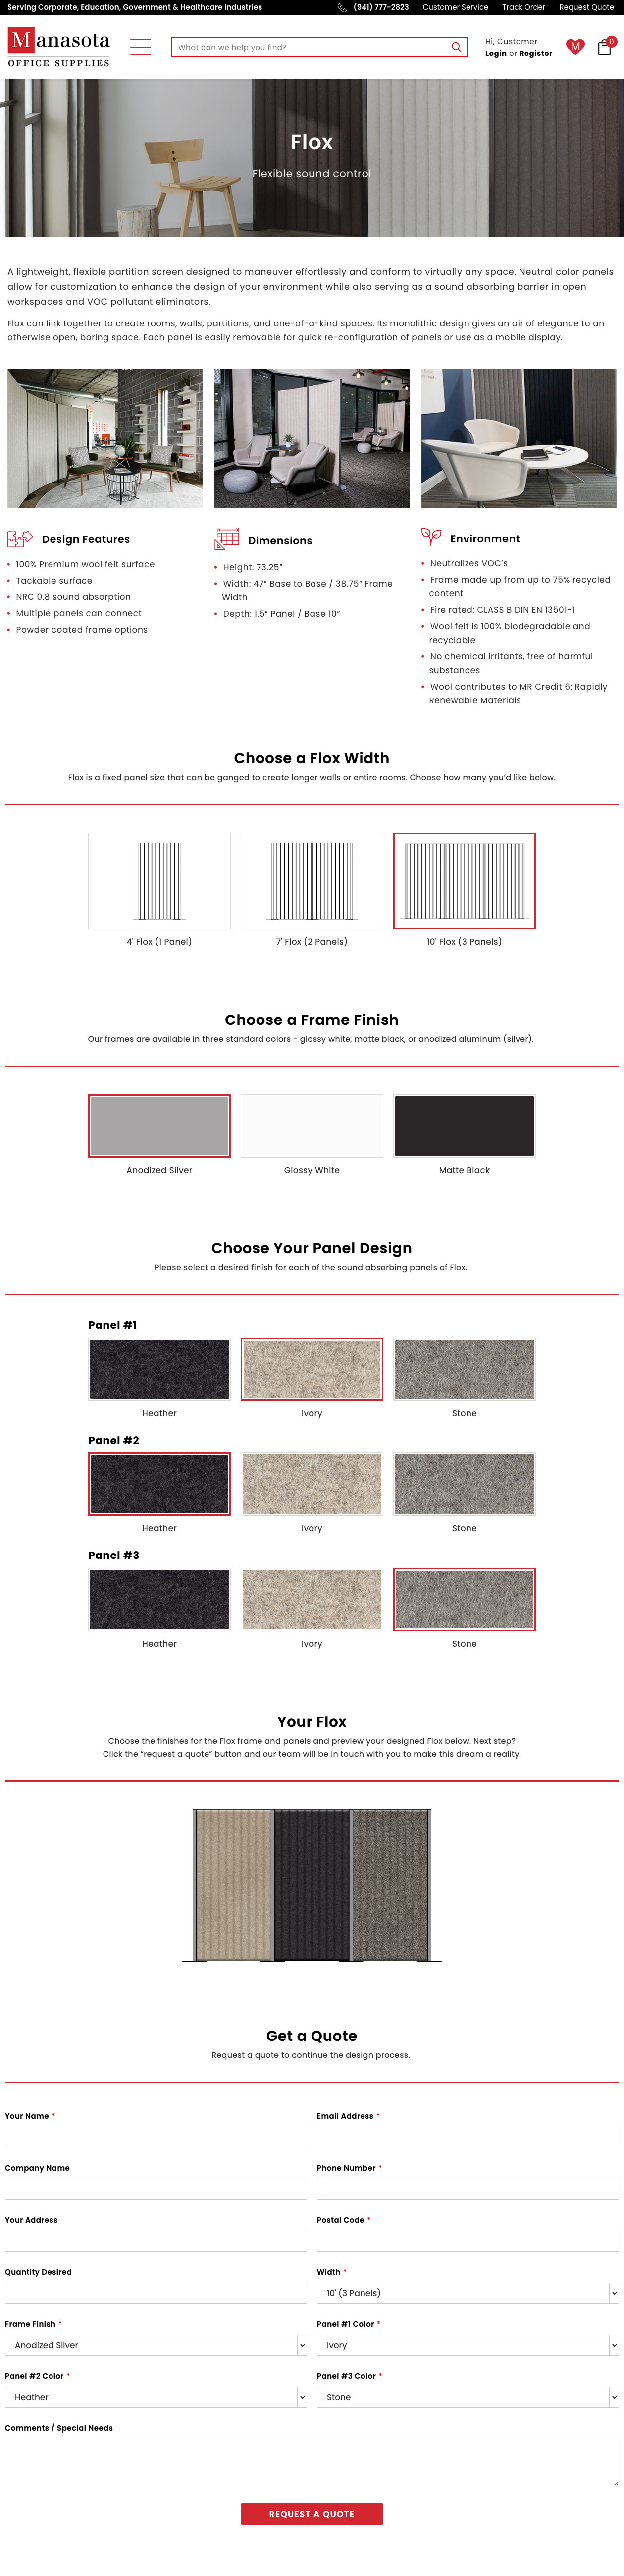 Serving Corporate, Education, Government & Healthcare Industries
(941) 777-2823
Customer Service
Track Order
Request Quote
Manasota
OFFICE SUPPLIES
What can we help you find?
Hi, Customer
Login or Register
M
0
Flox
Flexible sound control
A lightweight, flexible partition screen designed to maneuver effortlessly and conform to virtually any space. Neutral color panels
allow for customization to enhance the design of your environment while also serving as a sound absorbing barrier in open
workspaces and VOC pollutant eliminators.
Flox can link together to create rooms, walls, partitions, and one-of-a-kind spaces. Its monolithic design gives an air of elegance to an
otherwise open, boring space. Each panel is easily removable for quick re-configuration of panels or use as a mobile display.
Design Features
• 100% Premium wool felt surface
• Tackable surface
• NRC 0.8 sound absorption
• Multiple panels can connect
• Powder coated frame options
Dimensions
• Height: 73.25"
• Width: 47" Base to Base / 38.75" Frame
Width
• Depth: 1.5" Panel / Base 10"
Environment
• Neutralizes VOC's
• Frame made up from up to 75% recycled
content
• Fire rated: CLASS B DIN EN 13501-1
• Wool felt is 100% biodegradable and
recyclable
• No chemical irritants, free of harmful
substances
• Wool contributes to MR Credit 6: Rapidly
Renewable Materials
Choose a Flox Width
Flox is a fixed panel size that can be ganged to create longer walls or entire rooms. Choose how many you'd like below.
4' Flox (1 Panel)
7' Flox (2 Panels)
10' Flox (3 Panels)
Choose a Frame Finish
Our frames are available in three standard colors - glossy white, matte black, or anodized aluminum (silver).
Anodized Silver
Glossy White
Matte Black
Choose Your Panel Design
Please select a desired finish for each of the sound absorbing panels of Flox.
Panel #1
Heather
Ivory
Stone
Panel #2
Heather
Ivory
Stone
Panel #3
Heather
Ivory
Stone
Your Flox
Choose the finishes for the Flox frame and panels and preview your designed Flox below. Next step?
Click the "request a quote" button and our team will be in touch with you to make this dream a reality.
Get a Quote
Request a quote to continue the design process.
Your Name *
Email Address *
Company Name
Phone Number *
Your Address
Postal Code *
Quantity Desired
Width *
10' (3 Panels)
Frame Finish *
Panel #1 Color *
Anodized Silver
Ivory
Panel #2 Color *
Panel #3 Color *
Heather
Stone
Comments / Special Needs
REQUEST A QUOTE